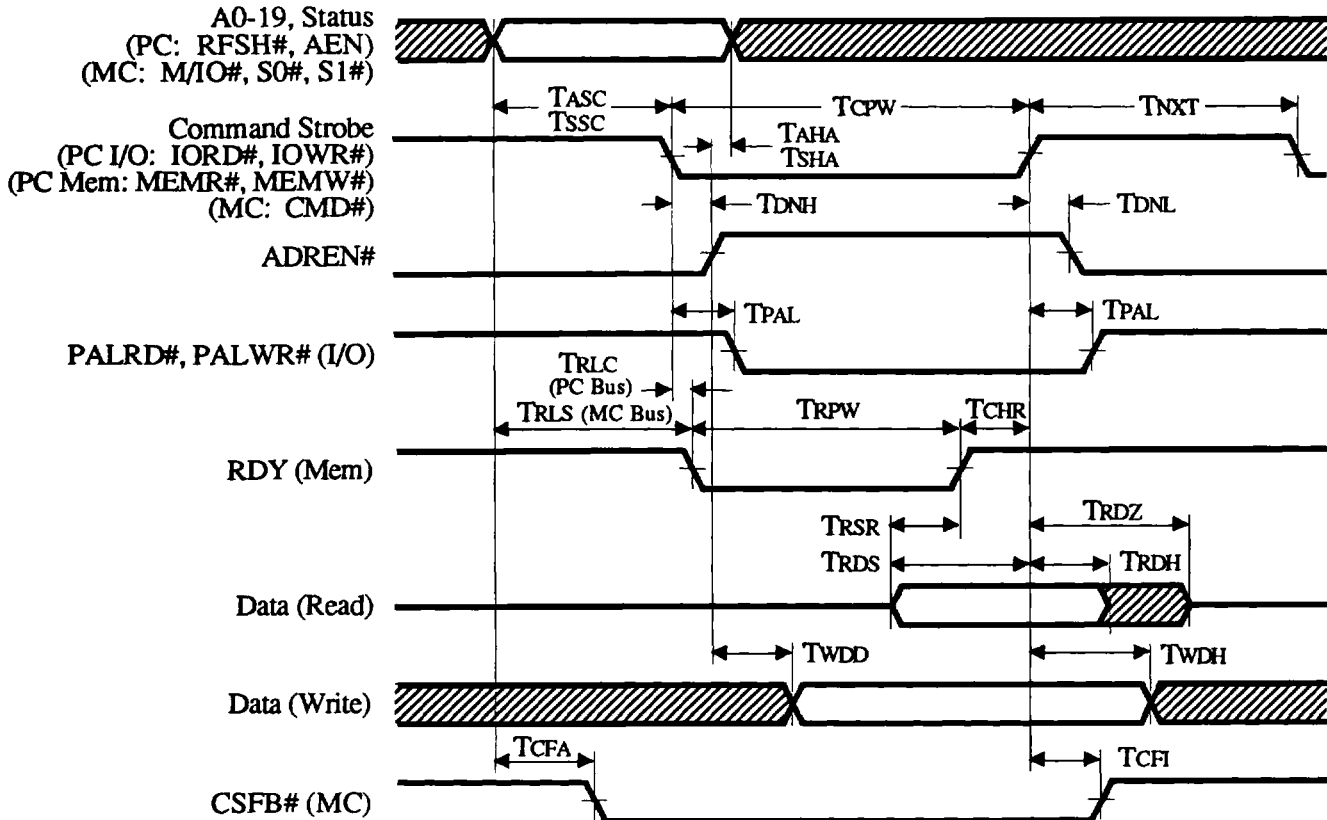 A0-19, Status
(PC: RFSH#, AEN)
(MC: M/IO#, S0#, S1#)
TASC
TSSC
TCPW
TNXT
Command Strobe
(PC I/O: IORD#, IOWR#)
(PC Mem: MEMR#, MEMW#)
(MC: CMD#)
TAHA
TSHA
TDNH
TDNL
ADREN#
TPAL
TPAL
PALRD#, PALWR# (I/O)
TRLC
(PC Bus)
TRLS (MC Bus)
TRPW
TCHR
RDY (Mem)
TRSR
TRDZ
TRDS
TRDH
Data (Read)
TWDD
TWDH
Data (Write)
TCFA
TCFI
CSFB# (MC)